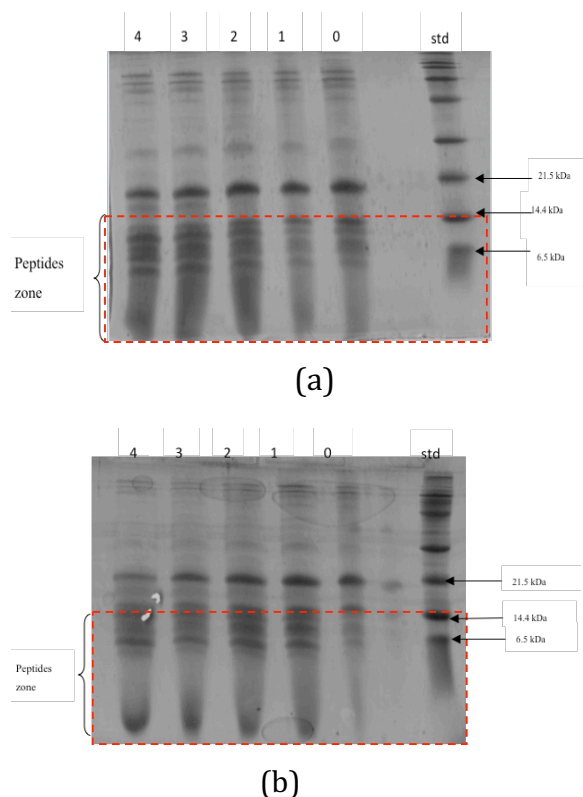 4 3 2 1 0 std
21.5 kDa
14.4 kDa
6.5 kDa
Peptides
zone
(a)
4 3 2 1 0 std
21.5 kDa
14.4 kDa
6.5 kDa
Peptides
zone
(b)